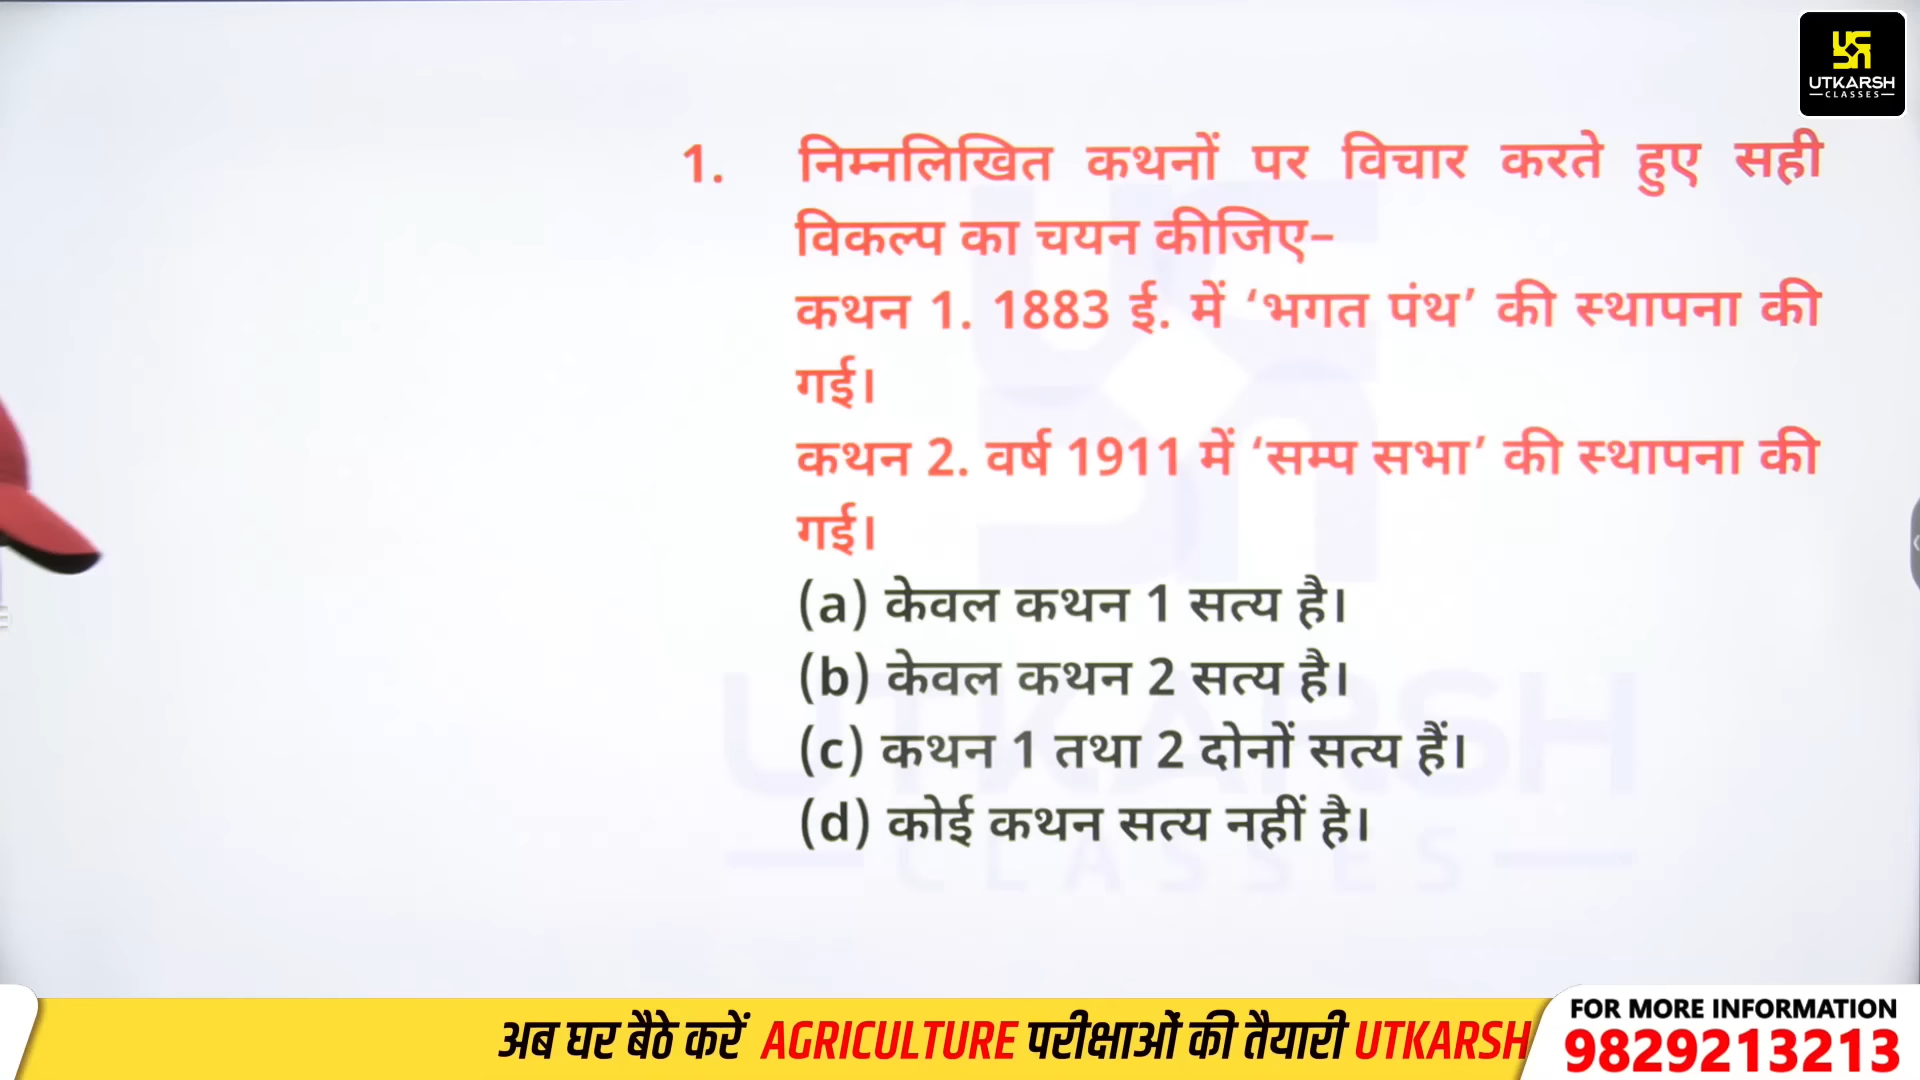 UTKARSH
CLASSES
1. निम्नलिखित कथनों पर विचार करते हुए सही
विकल्प का चयन कीजिए–
कथन 1. 1883 ई. में ‘भगत पंथ’ की स्थापना की
गई।
कथन 2. वर्ष 1911 में ‘सम्प सभा’ की स्थापना की
गई।
(a) केवल कथन 1 सत्य है।
(b) केवल कथन 2 सत्य है।
(c) कथन 1 तथा 2 दोनों सत्य हैं।
(d) कोई कथन सत्य नहीं है।
UTKARSH
CLASSES
अब घर बैठे करें AGRICULTURE परीक्षाओं की तैयारी UTKARSH
FOR MORE INFORMATION
9829213213